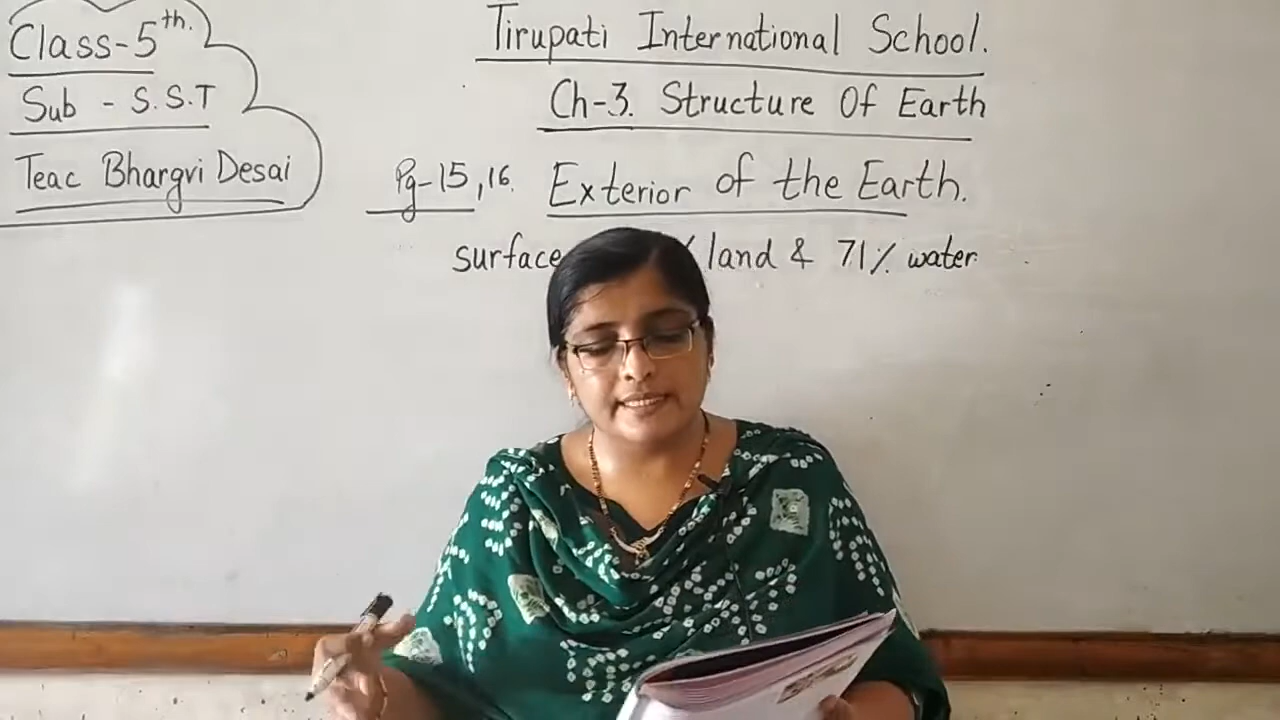 Class-5th.
Sub - S.S.T
Teac Bhargvi Desai
Tirupati International School.
Ch-3. Structure Of Earth
Pg-15,16. Exterior of the Earth.
surface % land & 71% water